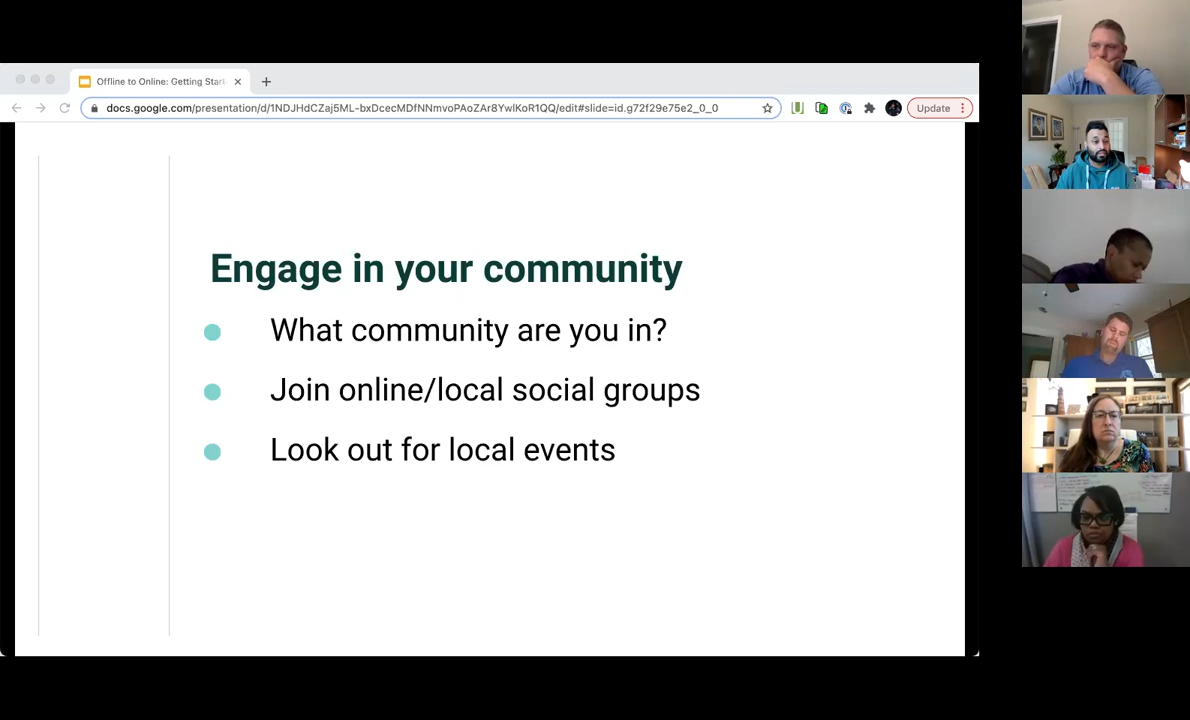 Offline to Online: Getting Star
docs.google.com/presentation/d/1NDJHdCZaj5ML-bxDcecMDfNNmvoPAoZAr8YwlKoR1QQ/edit#slide=id.g72f29e75e2_0_0
Update
Engage in your community
What community are you in?
Join online/local social groups
Look out for local events